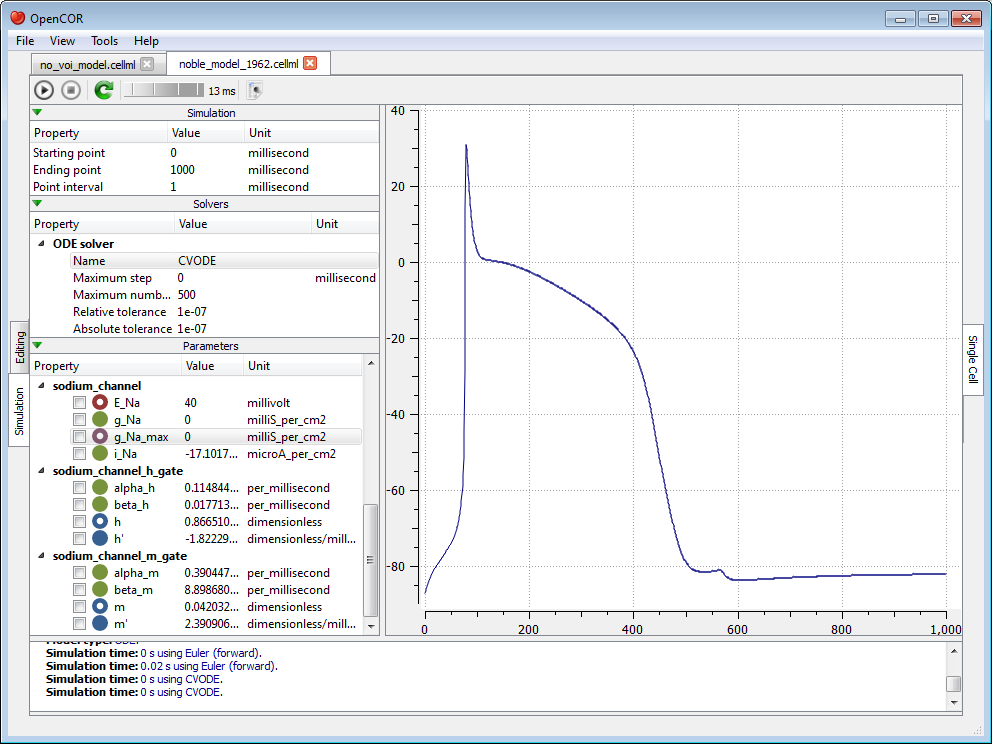 OpenCOR
File View Tools Help
no_voi_model.cellml noble_model_1962.cellml
13 ms
Simulation
Property Value Unit
Starting point 0 millisecond
Ending point 1000 millisecond
Point interval 1 millisecond
Solvers
Property Value Unit
ODE solver
Name CVODE
Maximum step 0 millisecond
Maximum numb... 500
Relative tolerance 1e-07
Absolute tolerance 1e-07
Parameters
Property Value Unit
sodium_channel
E_Na 40 millivolt
g_Na 0 milliS_per_cm2
g_Na_max 0 milliS_per_cm2
i_Na -17.1017... microA_per_cm2
sodium_channel_h_gate
alpha_h 0.114844... per_millisecond
beta_h 0.017713... per_millisecond
h 0.866510... dimensionless
h' -1.82229... dimensionless/mill...
sodium_channel_m_gate
alpha_m 0.390447... per_millisecond
beta_m 8.898680... per_millisecond
m 0.042032... dimensionless
m' 2.390906... dimensionless/mill...
Editing
Simulation
40
20
0
-20
-40
-60
-80
0 200 400 600 800 1,000
Single Cell
Model type: ODE.
Simulation time: 0 s using Euler (forward).
Simulation time: 0.02 s using Euler (forward).
Simulation time: 0 s using CVODE.
Simulation time: 0 s using CVODE.